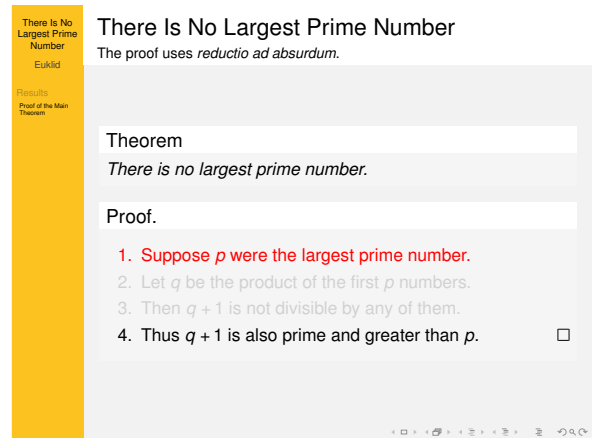 There Is No
Largest Prime
Number
Euklid
Results
Proof of the Main
Theorem
There Is No Largest Prime Number
The proof uses reductio ad absurdum.
Theorem
There is no largest prime number.
Proof.
1. Suppose p were the largest prime number.
2. Let q be the product of the first p numbers.
3. Then q + 1 is not divisible by any of them.
4. Thus q + 1 is also prime and greater than p. □